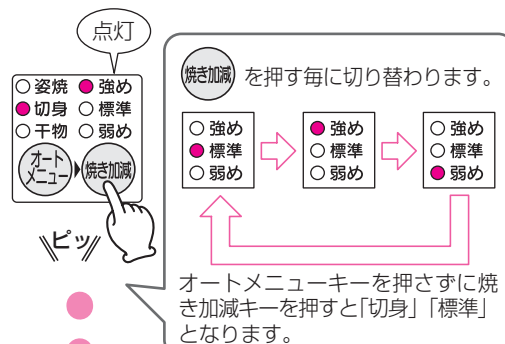 点灯
○姿焼 ●強め
●切身 ○標準
○干物 ○弱め
オートメニュー 焼き加減
ピッ
焼き加減 を押す毎に切り替わります。
○強め
●標準
○弱め
●強め
○標準
○弱め
○強め
○標準
●弱め
オートメニューキーを押さずに焼
き加減キーを押すと「切身」「標準」
となります。